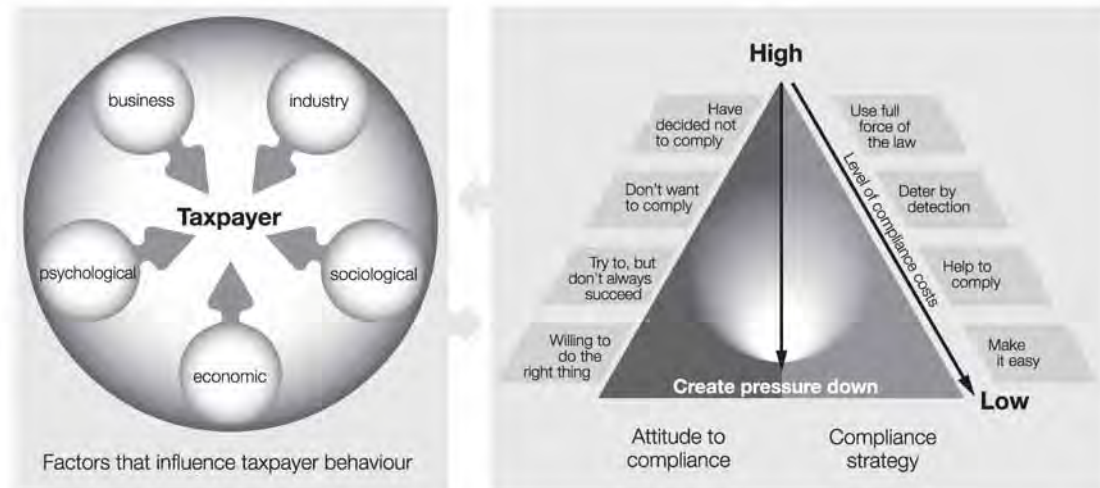 business
industry
Taxpayer
psychological
sociological
economic
Factors that influence taxpayer behaviour
High
Have
decided not
to comply
Don't want
to comply
Try to, but
don't always
succeed
Willing to
do the
right thing
Use full
force of
the law
Deter by
detection
Help to
comply
Make
it easy
Level of compliance costs
Create pressure down
Low
Attitude to
compliance
Compliance
strategy